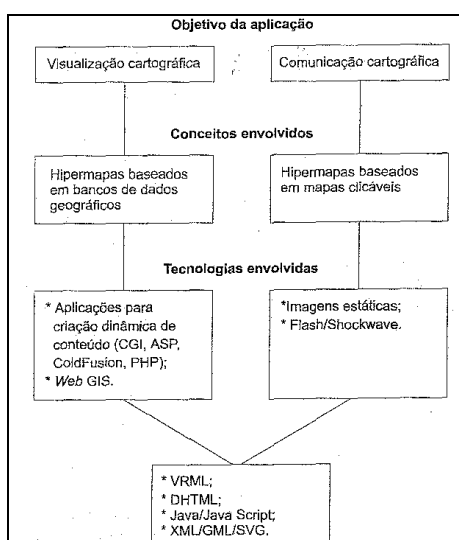 Objetivo da aplicação
Visualização cartográfica
Comunicação cartográfica
Conceitos envolvidos
Hipermapas baseados
em bancos de dados
geográficos
Hipermapas baseados
em mapas clicáveis
Tecnologias envolvidas
* Aplicações para
criação dinâmica de
conteúdo (CGI, ASP,
ColdFusion, PHP);
* Web GIS.
*Imagens estáticas;
* Flash/Shockwave.
* VRML;
* DHTML;
* Java/Java Script;
* XML/GML/SVG.